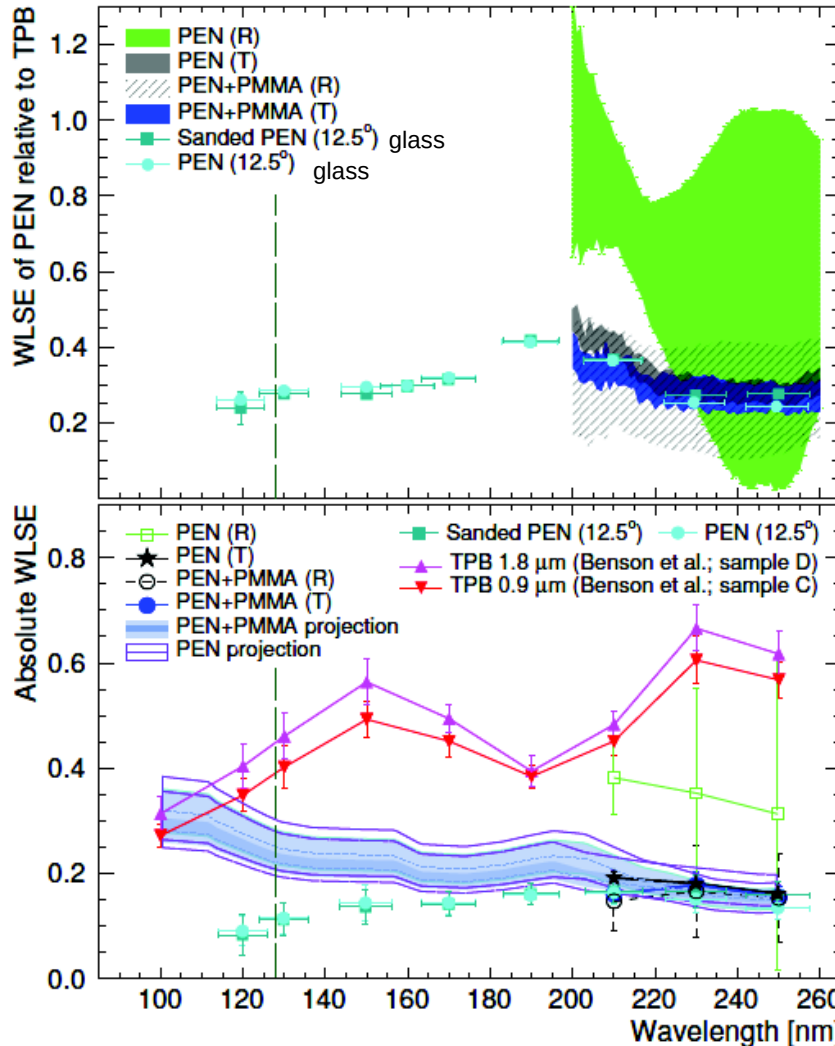 WLSE of PEN relative to TPB
1.2
1.0
0.8
0.6
0.4
0.2
PEN (R)
PEN (T)
PEN+PMMA (R)
PEN+PMMA (T)
Sanded PEN (12.5°) glass
PEN (12.5°) glass
Absolute WLSE
0.8
0.6
0.4
0.2
0.0
PEN (R)
PEN (T)
PEN+PMMA (R)
PEN+PMMA (T)
PEN+PMMA projection
PEN projection
Sanded PEN (12.5°) PEN (12.5°)
TPB 1.8 μm (Benson et al.; sample D)
TPB 0.9 μm (Benson et al.; sample C)
100 120 140 160 180 200 220 240 260
Wavelength [nm